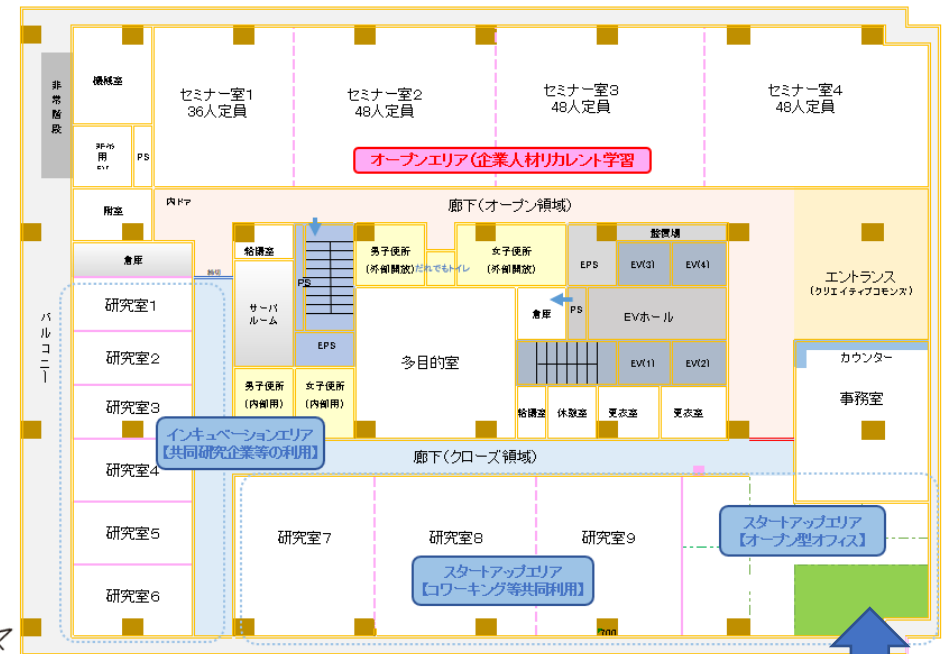 非常階段
機械室
セミナー室1
36人定員
セミナー室2
48人定員
セミナー室3
48人定員
セミナー室4
48人定員
用
PS
オープンエリア(企業人材リカレント学習
附室
内ドア
廊下(オープン領域)
倉庫
給湯室
PS
男子便所
(外部開放)
だれでもトイレ
女子便所
(外部開放)
EPS
EV(3)
EV(4)
エントランス
(クリエイティブコモンズ)
バルコニー
研究室1
サーバ
ルーム
倉庫
PS
EVホール
研究室2
EPS
多目的室
EV(1)
EV(2)
カウンター
事務室
研究室3
男子便所
(内部用)
女子便所
(内部用)
給湯室
休憩室
更衣室
更衣室
インキュベーションエリア
【共同研究企業等の利用】
廊下(クローズ領域)
研究室4
研究室5
研究室6
研究室7
研究室8
研究室9
スタートアップエリア
【オープン型オフィス】
スタートアップエリア
【コワーキング等共同利用】